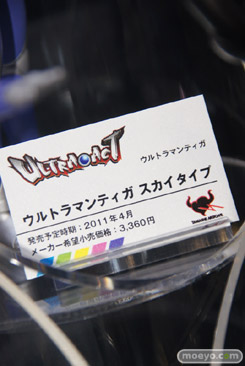 ULTRA-ACT
ウルトラマンティガ
ウルトラマンティガ スカイタイプ
発売予定時期：2011年4月
メーカー希望小売価格：3,360円
moeyo.com